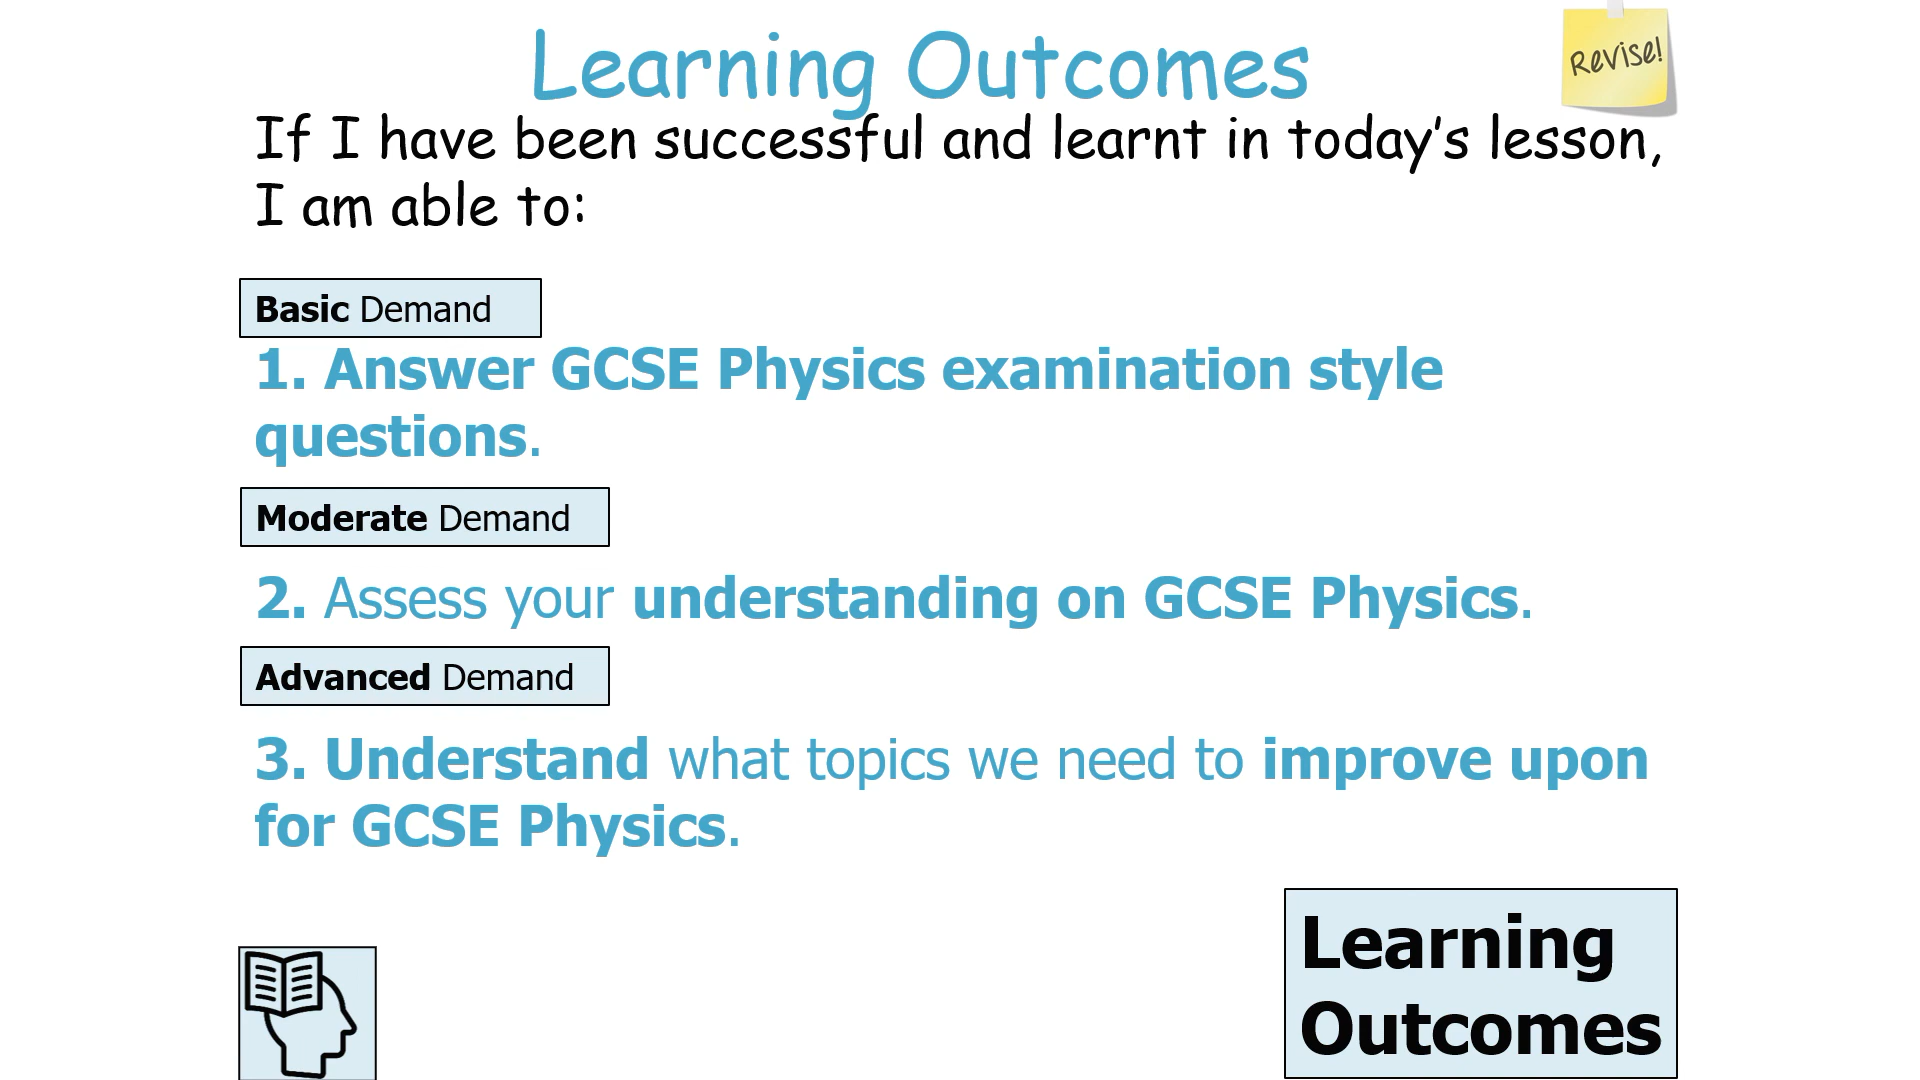 Learning Outcomes
Revise!
If I have been successful and learnt in today’s lesson,
I am able to:
Basic Demand
1. Answer GCSE Physics examination style
questions.
Moderate Demand
2. Assess your understanding on GCSE Physics.
Advanced Demand
3. Understand what topics we need to improve upon
for GCSE Physics.
Learning
Outcomes